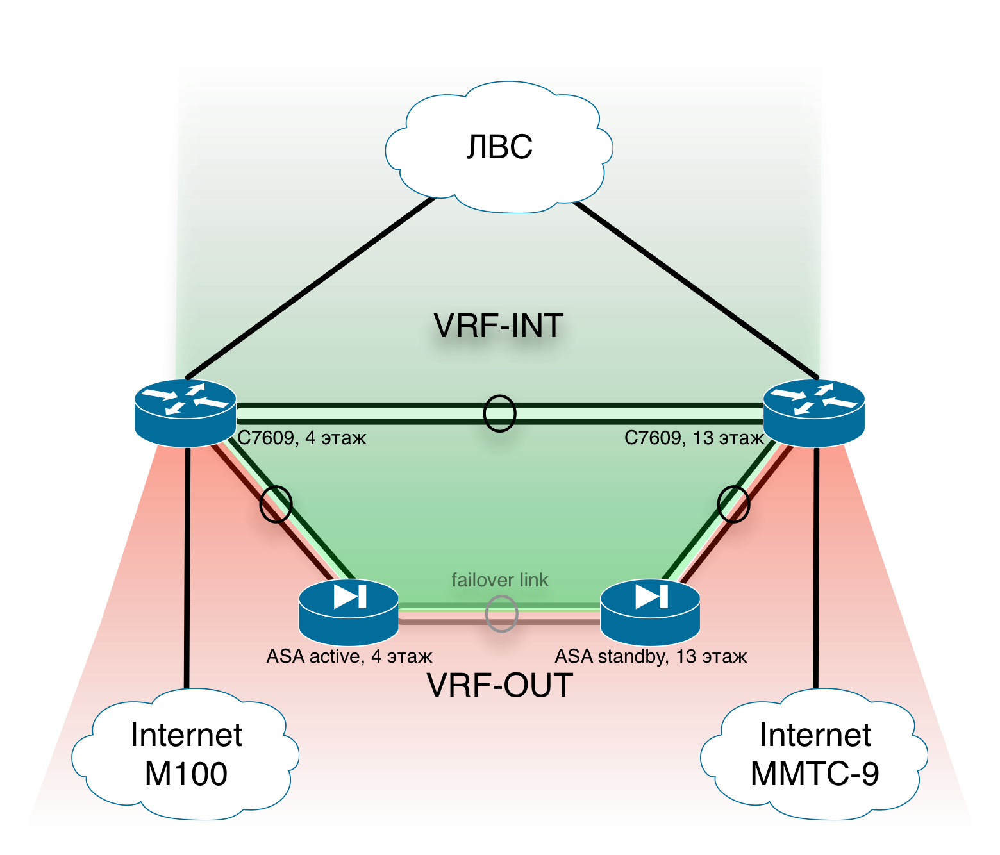 ЛВС
VRF-INT
C7609, 4 этаж
C7609, 13 этаж
failover link
ASA active, 4 этаж
ASA standby, 13 этаж
VRF-OUT
Internet
M100
Internet
ММТС-9